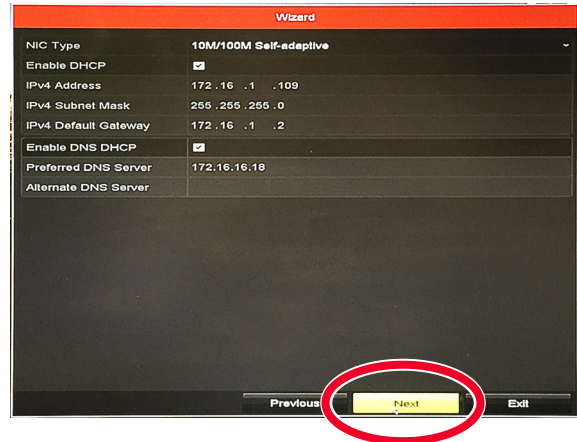 Wizard
NIC Type 10M/100M Self-adaptive
Enable DHCP
IPv4 Address 172.16 .1 .109
IPv4 Subnet Mask 255.255.255.0
IPv4 Default Gateway 172.16 .1 .2
Enable DNS DHCP
Preferred DNS Server 172.16.16.18
Alternate DNS Server
Previous Next Exit